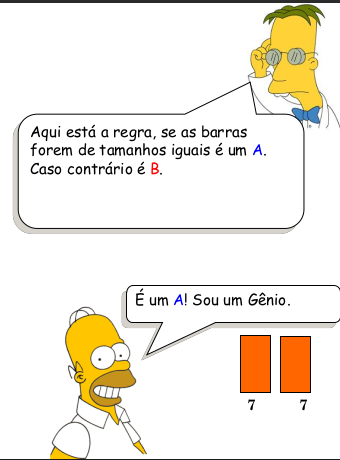 Aqui está a regra, se as barras
forem de tamanhos iguais é um A.
Caso contrário é B.
É um A! Sou um Gênio.
7 7